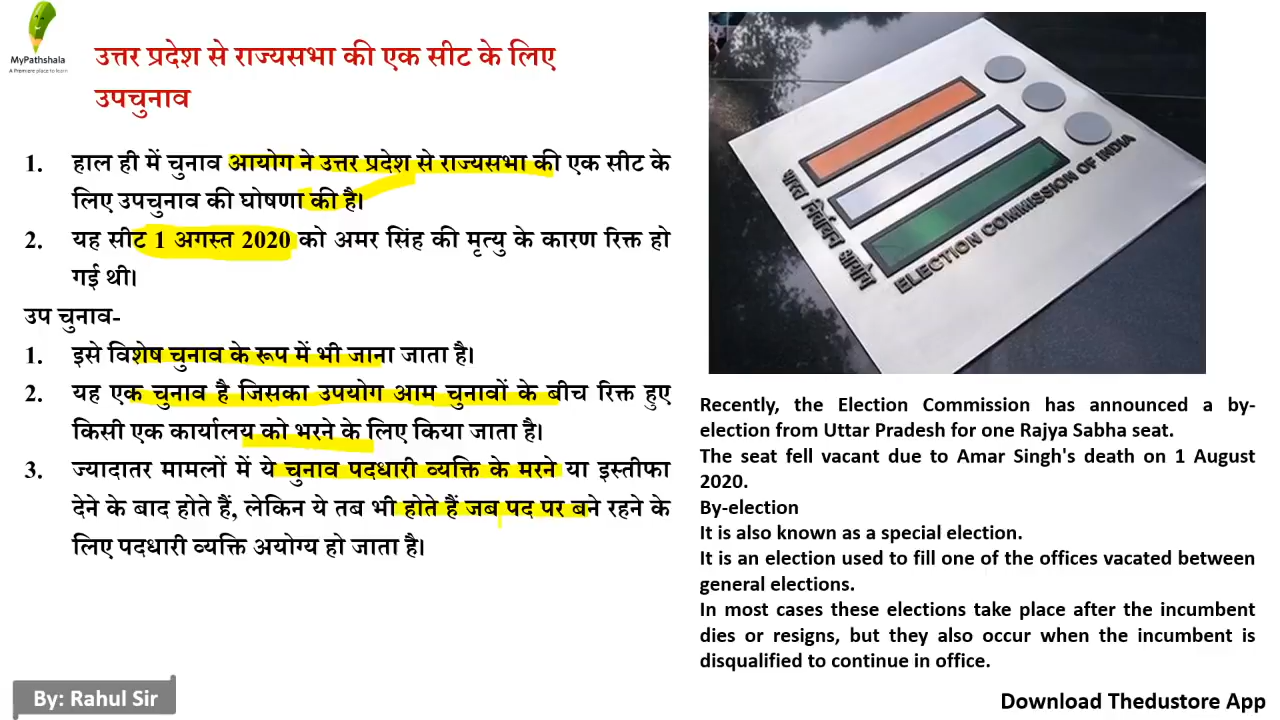 MyPathshala
A Premiere place to learn
उत्तर प्रदेश से राज्यसभा की एक सीट के लिए
उपचुनाव
1. हाल ही में चुनाव आयोग ने उत्तर प्रदेश से राज्यसभा की एक सीट के
लिए उपचुनाव की घोषणा की है।
2. यह सीट 1 अगस्त 2020 को अमर सिंह की मृत्यु के कारण रिक्त हो
गई थी।
उप चुनाव-
1. इसे विशेष चुनाव के रूप में भी जाना जाता है।
2. यह एक चुनाव है जिसका उपयोग आम चुनावों के बीच रिक्त हुए
किसी एक कार्यालय को भरने के लिए किया जाता है।
3. ज्यादातर मामलों में ये चुनाव पदधारी व्यक्ति के मरने या इस्तीफा
देने के बाद होते हैं, लेकिन ये तब भी होते हैं जब पद पर बने रहने के
लिए पदधारी व्यक्ति अयोग्य हो जाता है।
भारत निर्वाचन आयोग
ELECTION COMMISSION OF INDIA
Recently, the Election Commission has announced a by-
election from Uttar Pradesh for one Rajya Sabha seat.
The seat fell vacant due to Amar Singh's death on 1 August
2020.
By-election
It is also known as a special election.
It is an election used to fill one of the offices vacated between
general elections.
In most cases these elections take place after the incumbent
dies or resigns, but they also occur when the incumbent is
disqualified to continue in office.
By: Rahul Sir
Download Thedustore App